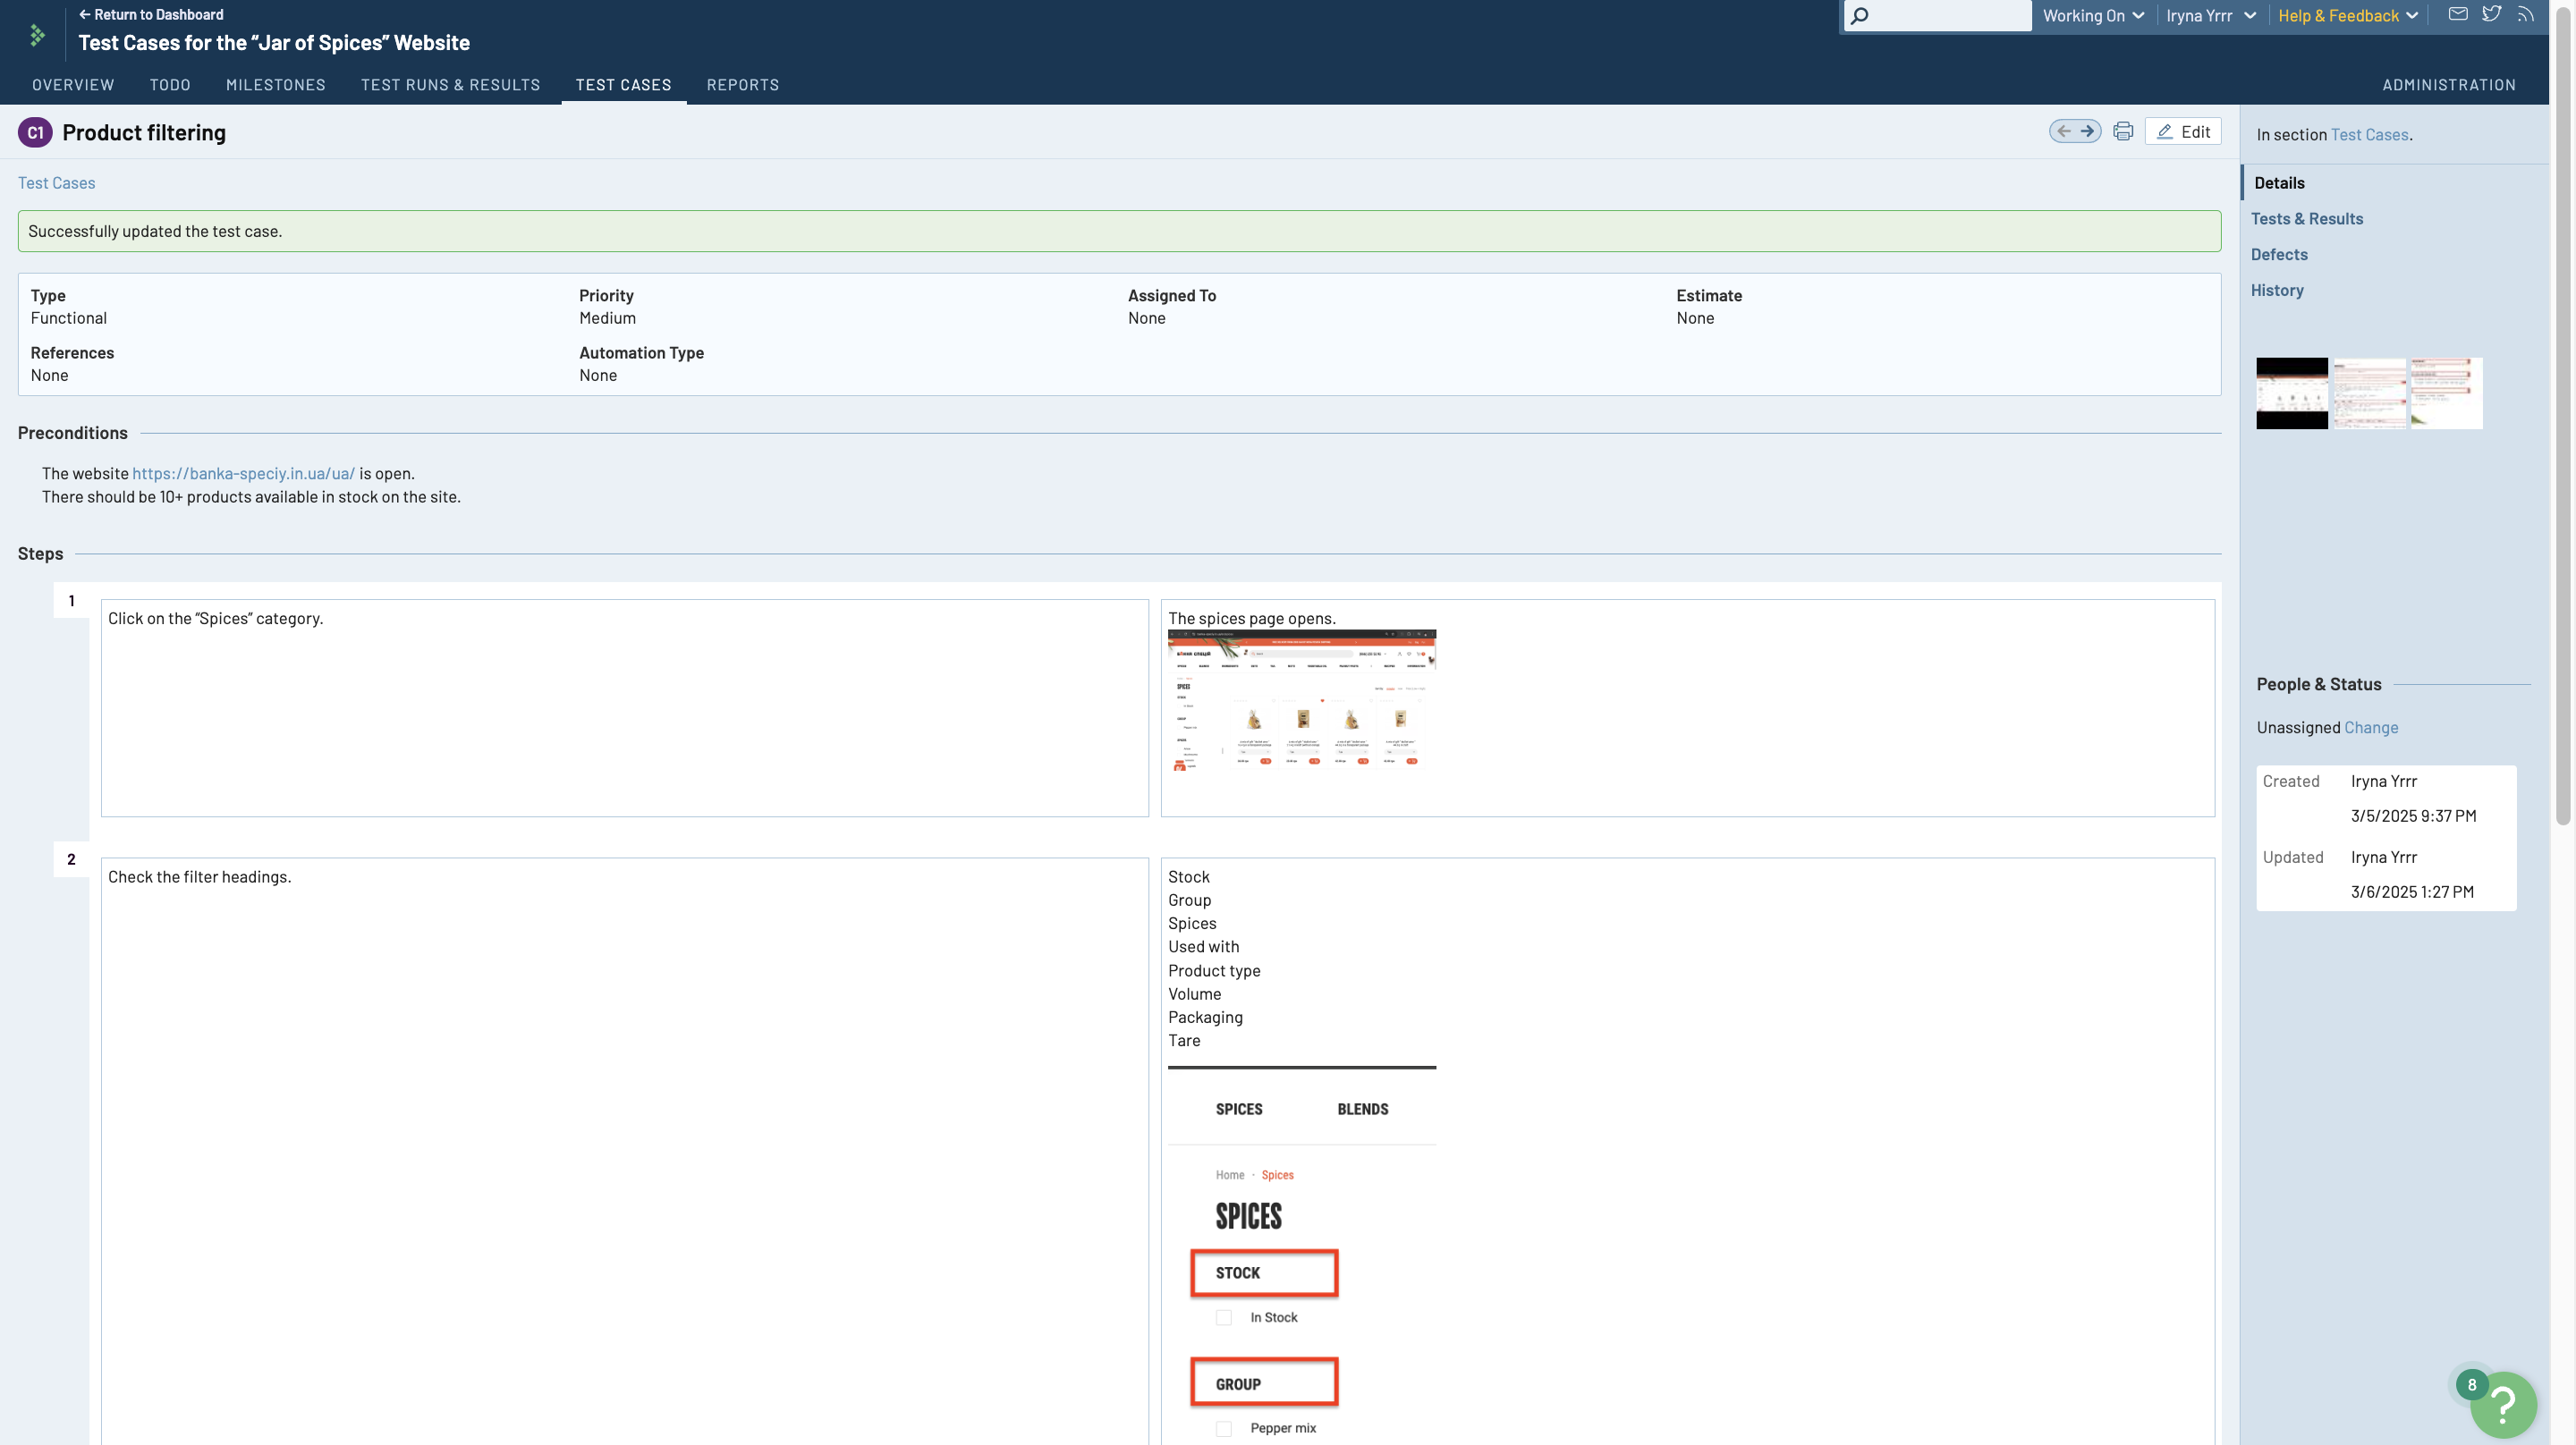 ← Return to Dashboard
Test Cases for the “Jar of Spices” Website
Working On
Iryna Yrrr
Help & Feedback
OVERVIEW
TODO
MILESTONES
TEST RUNS & RESULTS
TEST CASES
REPORTS
ADMINISTRATION
C1 Product filtering
Edit
Test Cases
Successfully updated the test case.
Type
Functional
Priority
Medium
Assigned To
None
Estimate
None
References
None
Automation Type
None
Preconditions
The website https://banka-speciy.in.ua/ua/ is open.
There should be 10+ products available in stock on the site.
Steps
1
Click on the “Spices” category.
The spices page opens.
SPICES
2
Check the filter headings.
Stock
Group
Spices
Used with
Product type
Volume
Packaging
Tare
SPICES
BLENDS
Home · Spices
SPICES
STOCK
In Stock
GROUP
Pepper mix
In section Test Cases.
Details
Tests & Results
Defects
History
People & Status
Unassigned Change
Created Iryna Yrrr
3/5/2025 9:37 PM
Updated Iryna Yrrr
3/6/2025 1:27 PM
8
?